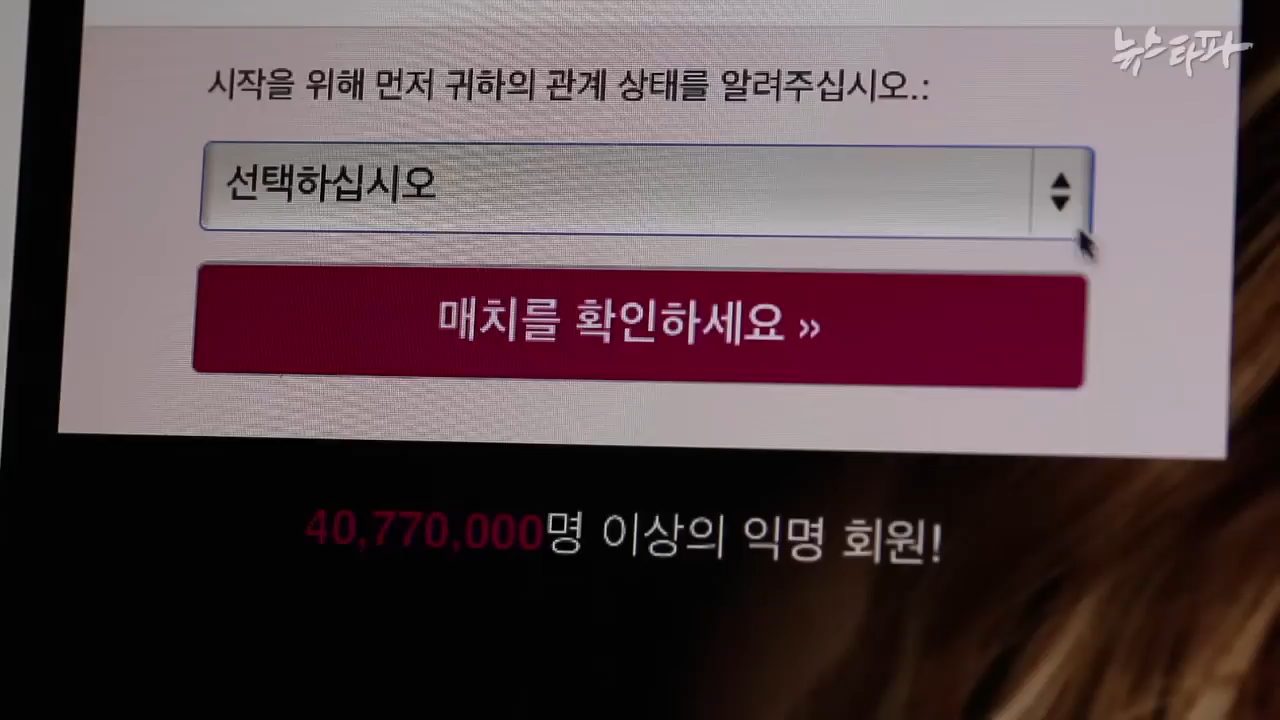 뉴스타파
시작을 위해 먼저 귀하의 관계 상태를 알려주십시오.:
선택하십시오
매치를 확인하세요 »
40,770,000명 이상의 익명 회원!